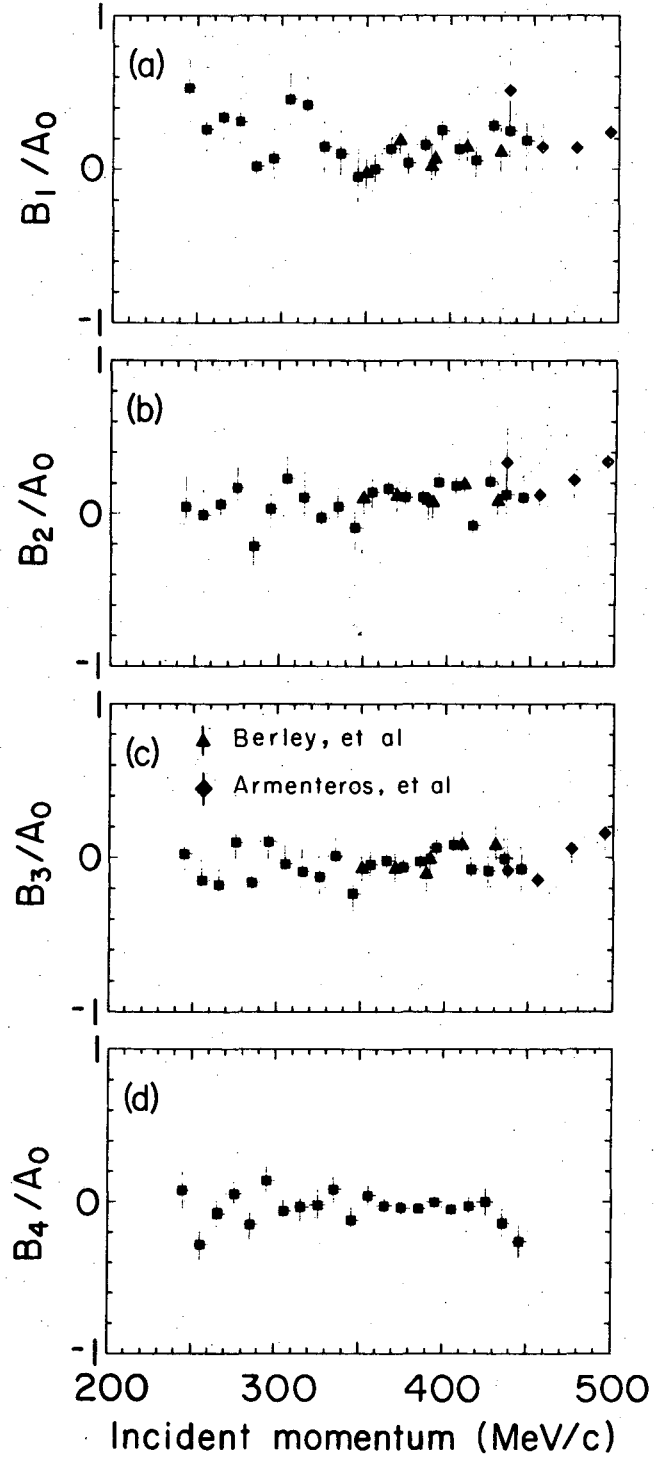 1
(a)
B1/A0
0
-1
1
(b)
B2/A0
0
-1
1
(c)
▲ Berley, et al
◆ Armenteros, et al
B3/A0
0
-1
1
(d)
B4/A0
0
-1
200 300 400 500
Incident momentum (MeV/c)